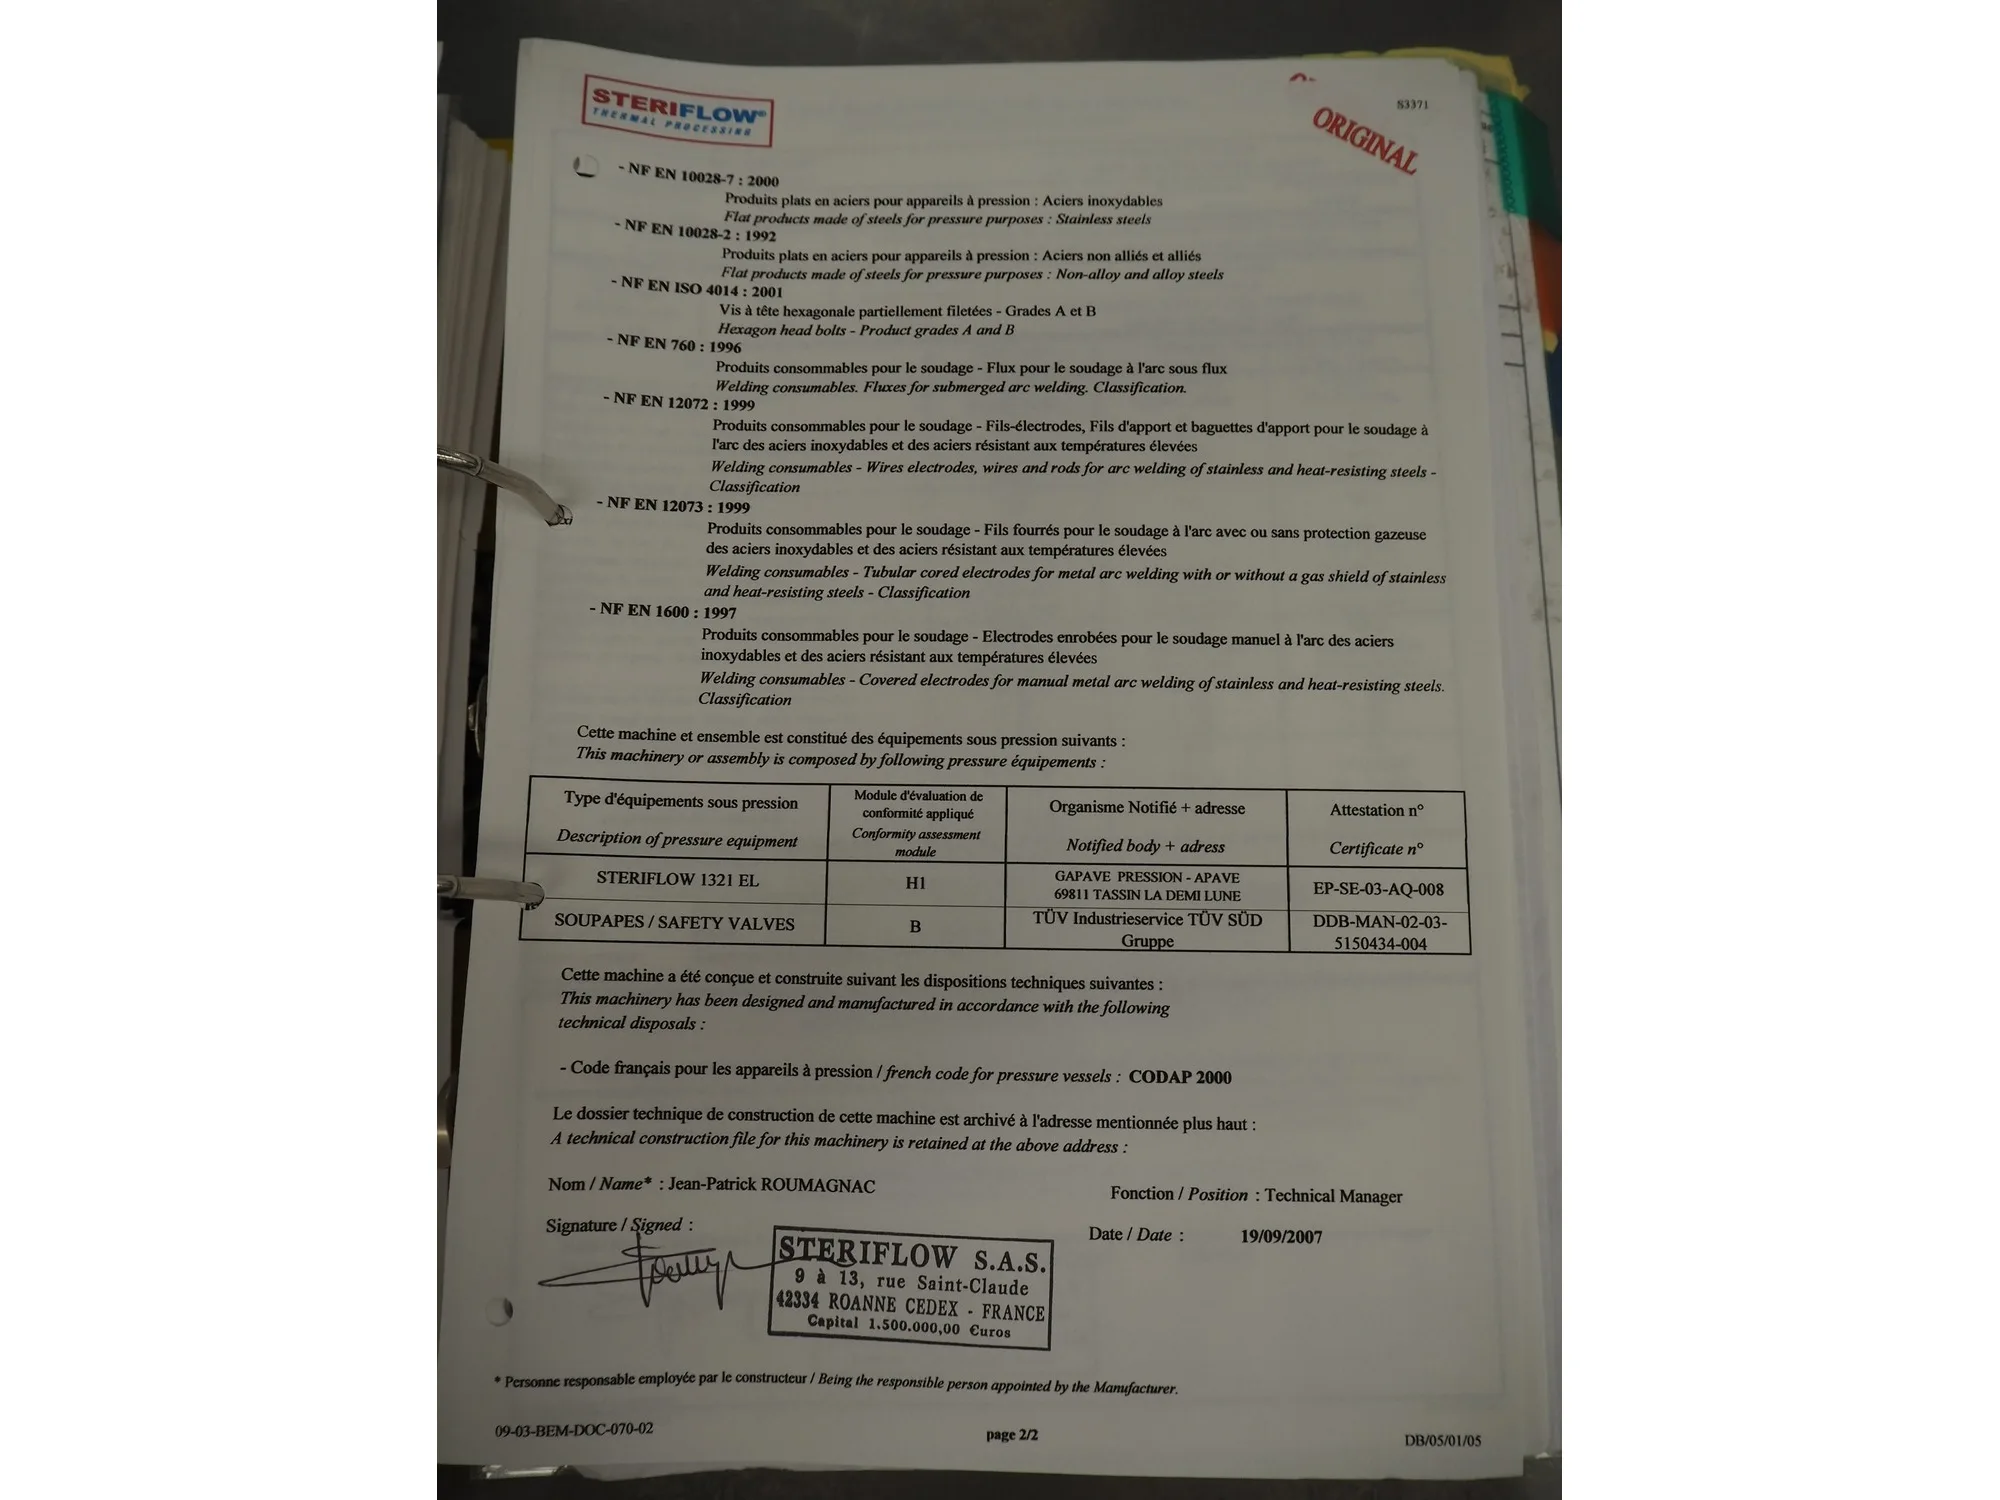 STERIFLOW®
THERMAL PROCESSING
S3371
ORIGINAL
- NF EN 10028-7 : 2000
Produits plats en aciers pour appareils à pression : Aciers inoxydables
Flat products made of steels for pressure purposes : Stainless steels
- NF EN 10028-2 : 1992
Produits plats en aciers pour appareils à pression : Aciers non alliés et alliés
Flat products made of steels for pressure purposes : Non-alloy and alloy steels
- NF EN ISO 4014 : 2001
Vis à tête hexagonale partiellement filetées - Grades A et B
Hexagon head bolts - Product grades A and B
- NF EN 760 : 1996
Produits consommables pour le soudage - Flux pour le soudage à l'arc sous flux
Welding consumables. Fluxes for submerged arc welding. Classification.
- NF EN 12072 : 1999
Produits consommables pour le soudage - Fils-électrodes, Fils d'apport et baguettes d'apport pour le soudage à
l'arc des aciers inoxydables et des aciers résistant aux températures élevées
Welding consumables - Wires electrodes, wires and rods for arc welding of stainless and heat-resisting steels -
Classification
- NF EN 12073 : 1999
Produits consommables pour le soudage - Fils fourrés pour le soudage à l'arc avec ou sans protection gazeuse
des aciers inoxydables et des aciers résistant aux températures élevées
Welding consumables - Tubular cored electrodes for metal arc welding with or without a gas shield of stainless
and heat-resisting steels - Classification
- NF EN 1600 : 1997
Produits consommables pour le soudage - Electrodes enrobées pour le soudage manuel à l'arc des aciers
inoxydables et des aciers résistant aux températures élevées
Welding consumables - Covered electrodes for manual metal arc welding of stainless and heat-resisting steels.
Classification
Cette machine et ensemble est constitué des équipements sous pression suivants :
This machinery or assembly is composed by following pressure équipements :
Type d'équipements sous pression
Description of pressure equipment
Module d'évaluation de
conformité appliqué
Conformity assessment
module
Organisme Notifié + adresse
Notified body + adress
Attestation n°
Certificate n°
STERIFLOW 1321 EL
H1
GAPAVE PRESSION - APAVE
69811 TASSIN LA DEMI LUNE
EP-SE-03-AQ-008
SOUPAPES / SAFETY VALVES
B
TÜV Industrieservice TÜV SÜD
Gruppe
DDB-MAN-02-03-
5150434-004
Cette machine a été conçue et construite suivant les dispositions techniques suivantes :
This machinery has been designed and manufactured in accordance with the following
technical disposals :
- Code français pour les appareils à pression / french code for pressure vessels : CODAP 2000
Le dossier technique de construction de cette machine est archivé à l'adresse mentionnée plus haut :
A technical construction file for this machinery is retained at the above address :
Nom / Name* : Jean-Patrick ROUMAGNAC
Fonction / Position : Technical Manager
Signature / Signed :
Date / Date : 19/09/2007
STERIFLOW S.A.S.
9 à 13, rue Saint-Claude
42334 ROANNE CEDEX - FRANCE
Capital 1.500.000,00 €uros
* Personne responsable employée par le constructeur / Being the responsible person appointed by the Manufacturer.
09-03-BEM-DOC-070-02
page 2/2
DB/05/01/05